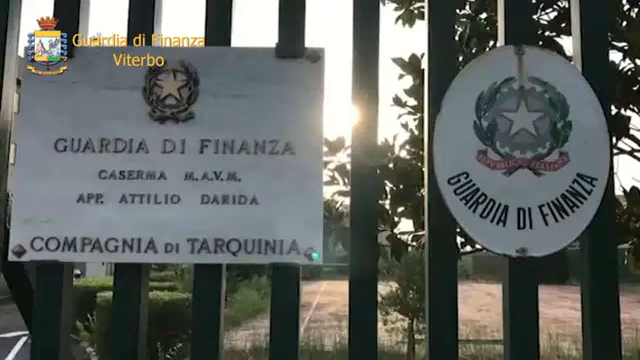 Guardia di Finanza
Viterbo
GUARDIA DI FINANZA
CASERMA M.A.V.M.
APP. ATTILIO DARIDA
COMPAGNIA DI TARQUINIA
REPUBBLICA ITALIANA
GUARDIA DI FINANZA